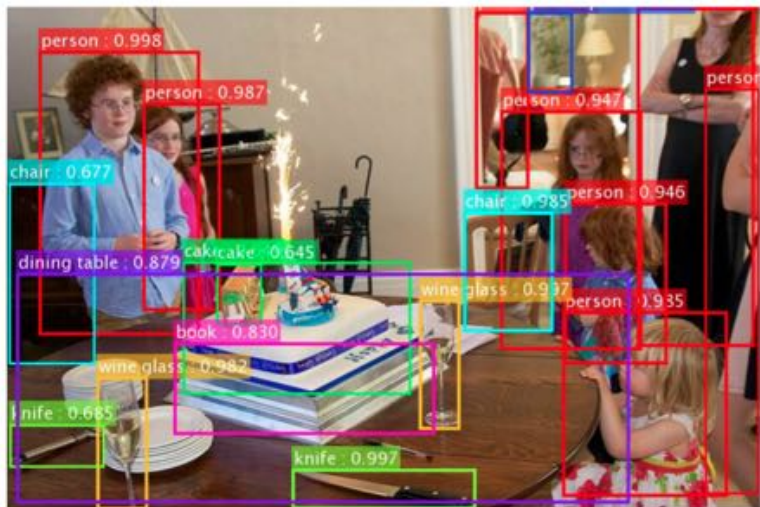 person : 0.998
person : 0.987
person : 0.947
person
chair : 0.677
chair : 0.985
person : 0.946
cake : 0.645
dining table : 0.879
wine glass : 0.997
person : 0.935
book : 0.830
wine glass : 0.982
knife : 0.685
knife : 0.997